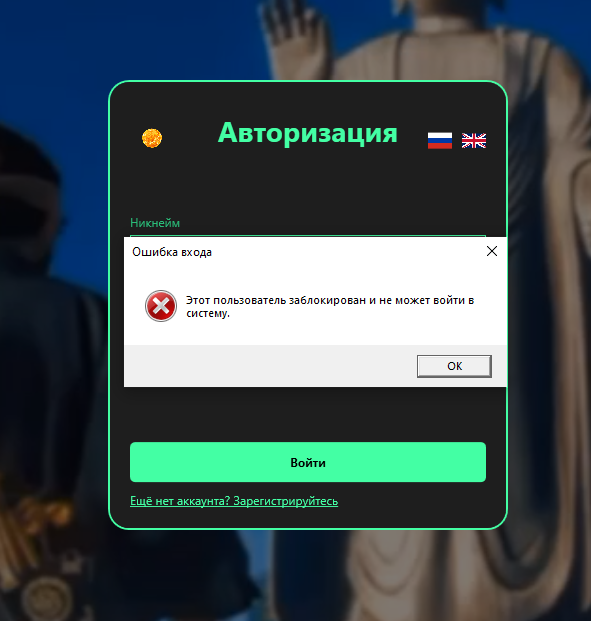 Авторизация
Никнейм
Ошибка входа
Этот пользователь заблокирован и не может войти в
систему.
OK
Войти
Ещё нет аккаунта? Зарегистрируйтесь